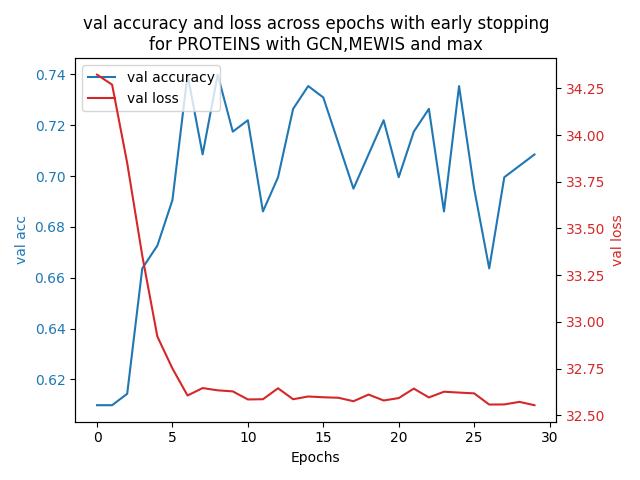 val accuracy and loss across epochs with early stopping
for PROTEINS with GCN,MEWIS and max
val accuracy
val loss
0.74
0.72
0.70
0.68
0.66
0.64
0.62
val acc
34.25
34.00
33.75
33.50
33.25
33.00
32.75
32.50
val loss
0 5 10 15 20 25 30
Epochs